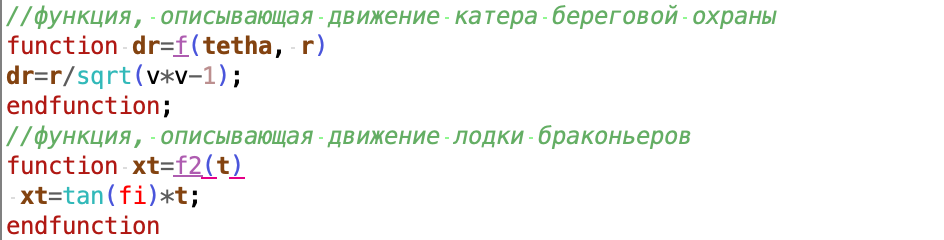 //функция, описывающая движение катера береговой охраны
function dr=f(tetha, r)
dr=r/sqrt(v*v-1);
endfunction;
//функция, описывающая движение лодки браконьеров
function xt=f2(t)
 xt=tan(fi)*t;
endfunction